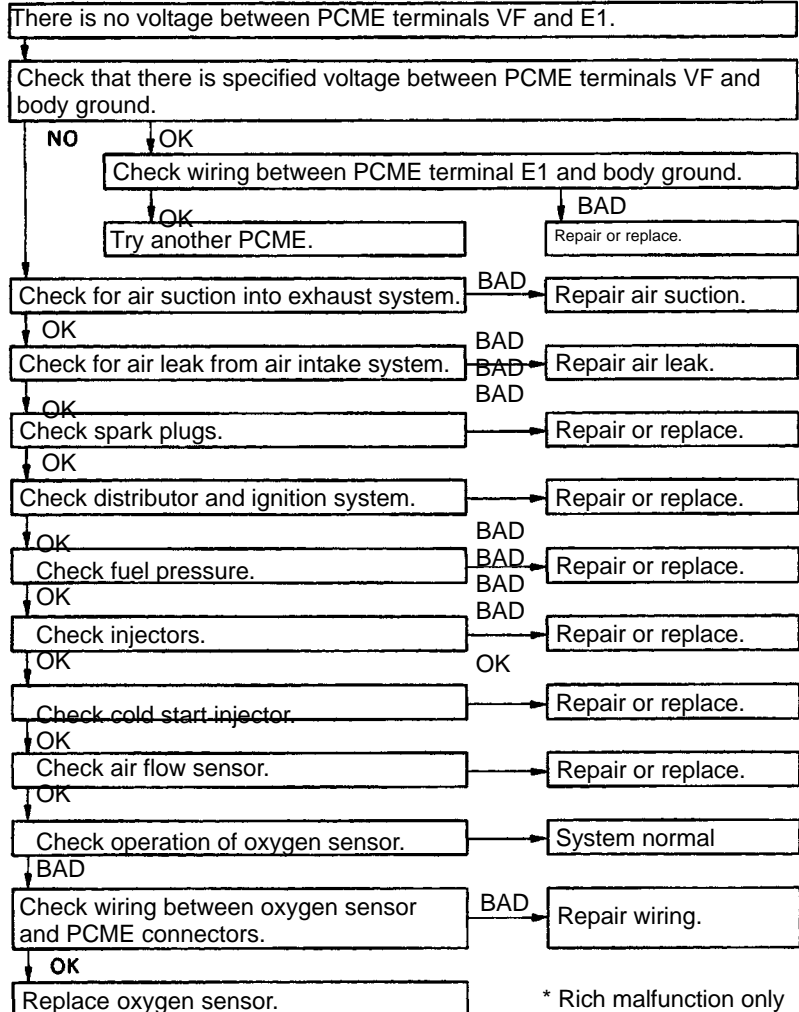 There is no voltage between PCME terminals VF and E1.
Check that there is specified voltage between PCME terminals VF and
body ground.
NO
OK
Check wiring between PCME terminal E1 and body ground.
OK
BAD
Try another PCME.
Repair or replace.
Check for air suction into exhaust system.
BAD
Repair air suction.
OK
BAD
Check for air leak from air intake system.
BAD
Repair air leak.
BAD
OK
Check spark plugs.
Repair or replace.
OK
Check distributor and ignition system.
Repair or replace.
BAD
OK
BAD
Check fuel pressure.
Repair or replace.
BAD
OK
BAD
Check injectors.
Repair or replace.
OK
OK
Check cold start injector.
Repair or replace.
OK
Check air flow sensor.
Repair or replace.
OK
Check operation of oxygen sensor.
System normal
BAD
Check wiring between oxygen sensor
and PCME connectors.
BAD
Repair wiring.
OK
Replace oxygen sensor.
* Rich malfunction only